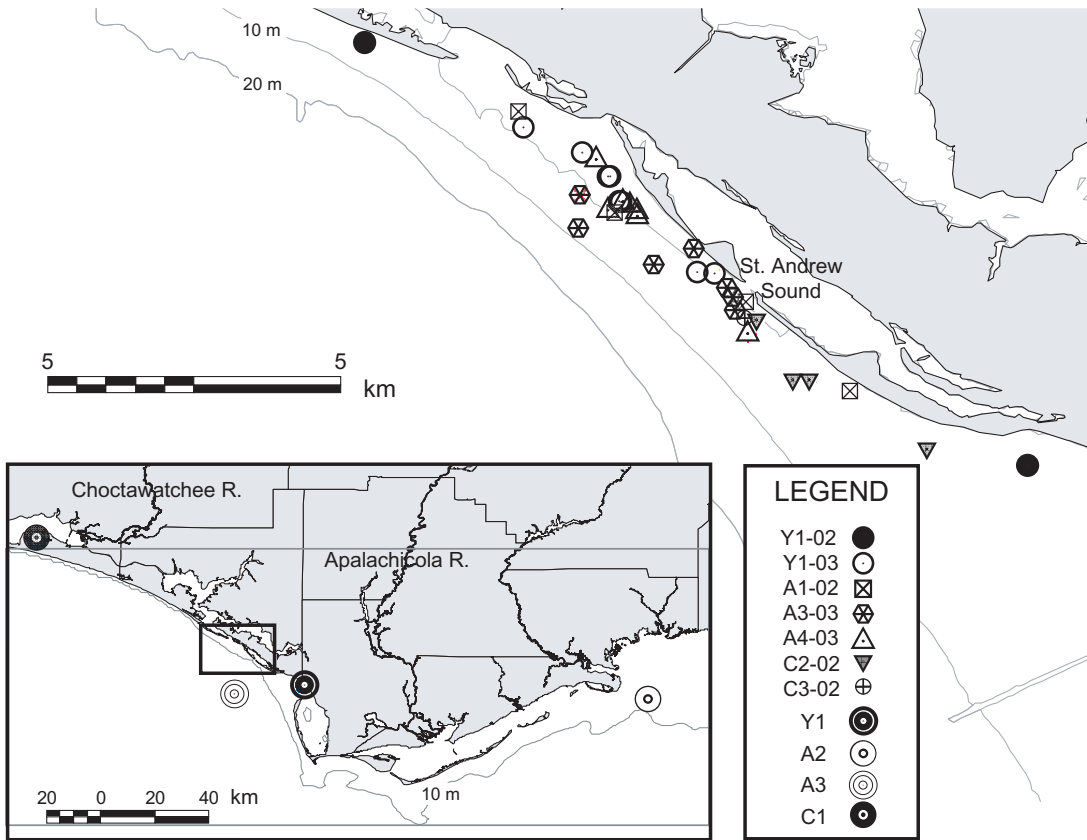 10 m
20 m
St. Andrew
Sound
5 5
km
Choctawatchee R.
Apalachicola R.
10 m
20 0 20 40 km
LEGEND
Y1-02
Y1-03
A1-02
A3-03
A4-03
C2-02
C3-02
Y1
A2
A3
C1